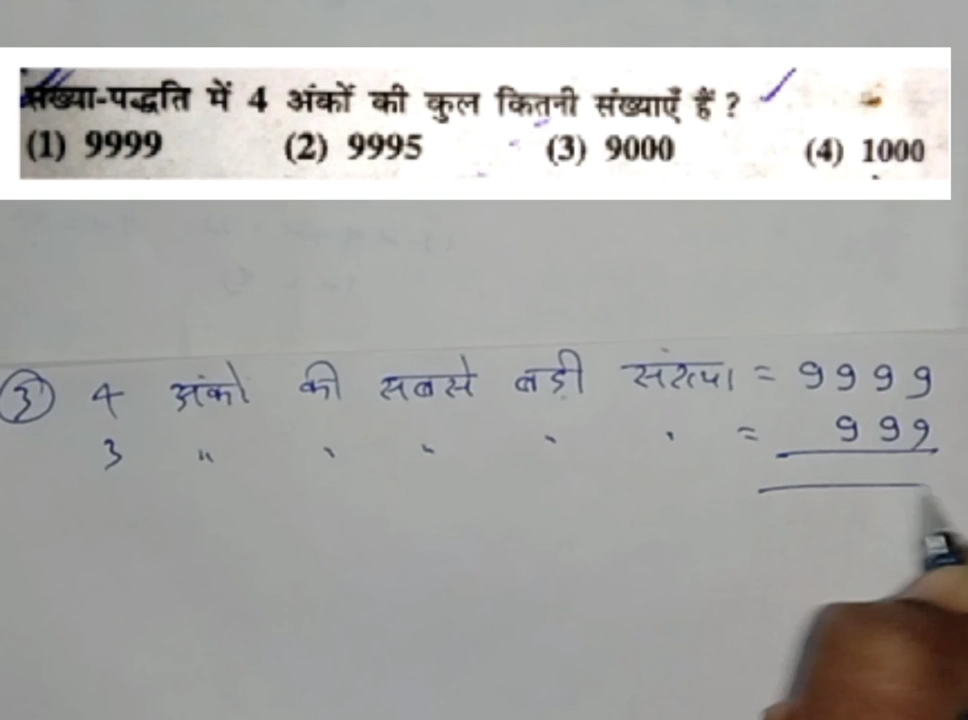 संख्या-पद्धति में 4 अंकों की कुल कितनी संख्याएँ हैं ?
(1) 9999 (2) 9995 (3) 9000 (4) 1000
③ 4 अंको की सबसे बड़ी संख्या = 9999
3 " " " " " = 999